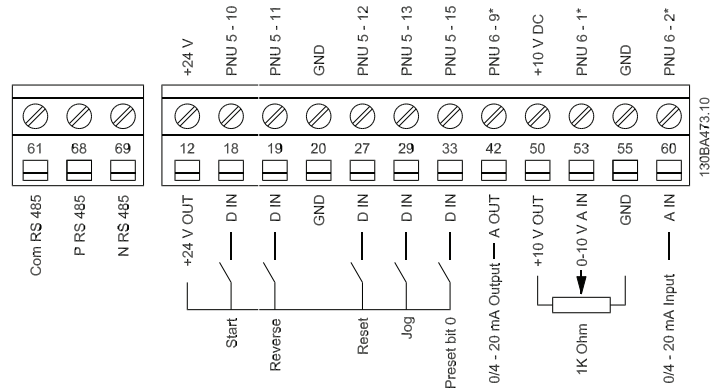 +24 V
PNU 5 - 10
PNU 5 - 11
GND
PNU 5 - 12
PNU 5 - 13
PNU 5 - 15
PNU 6 - 9*
+10 V DC
PNU 6 - 1*
GND
PNU 6 - 2*
61
68
69
12
18
19
20
27
29
33
42
50
53
55
60
130BA473.10
Com RS 485
P RS 485
N RS 485
+24 V OUT
D IN
D IN
GND
D IN
D IN
D IN
0/4 - 20 mA Output
A OUT
+10 V OUT
0-10 V A IN
GND
0/4 - 20 mA Input
A IN
Start
Reverse
Reset
Jog
Preset bit 0
1K Ohm